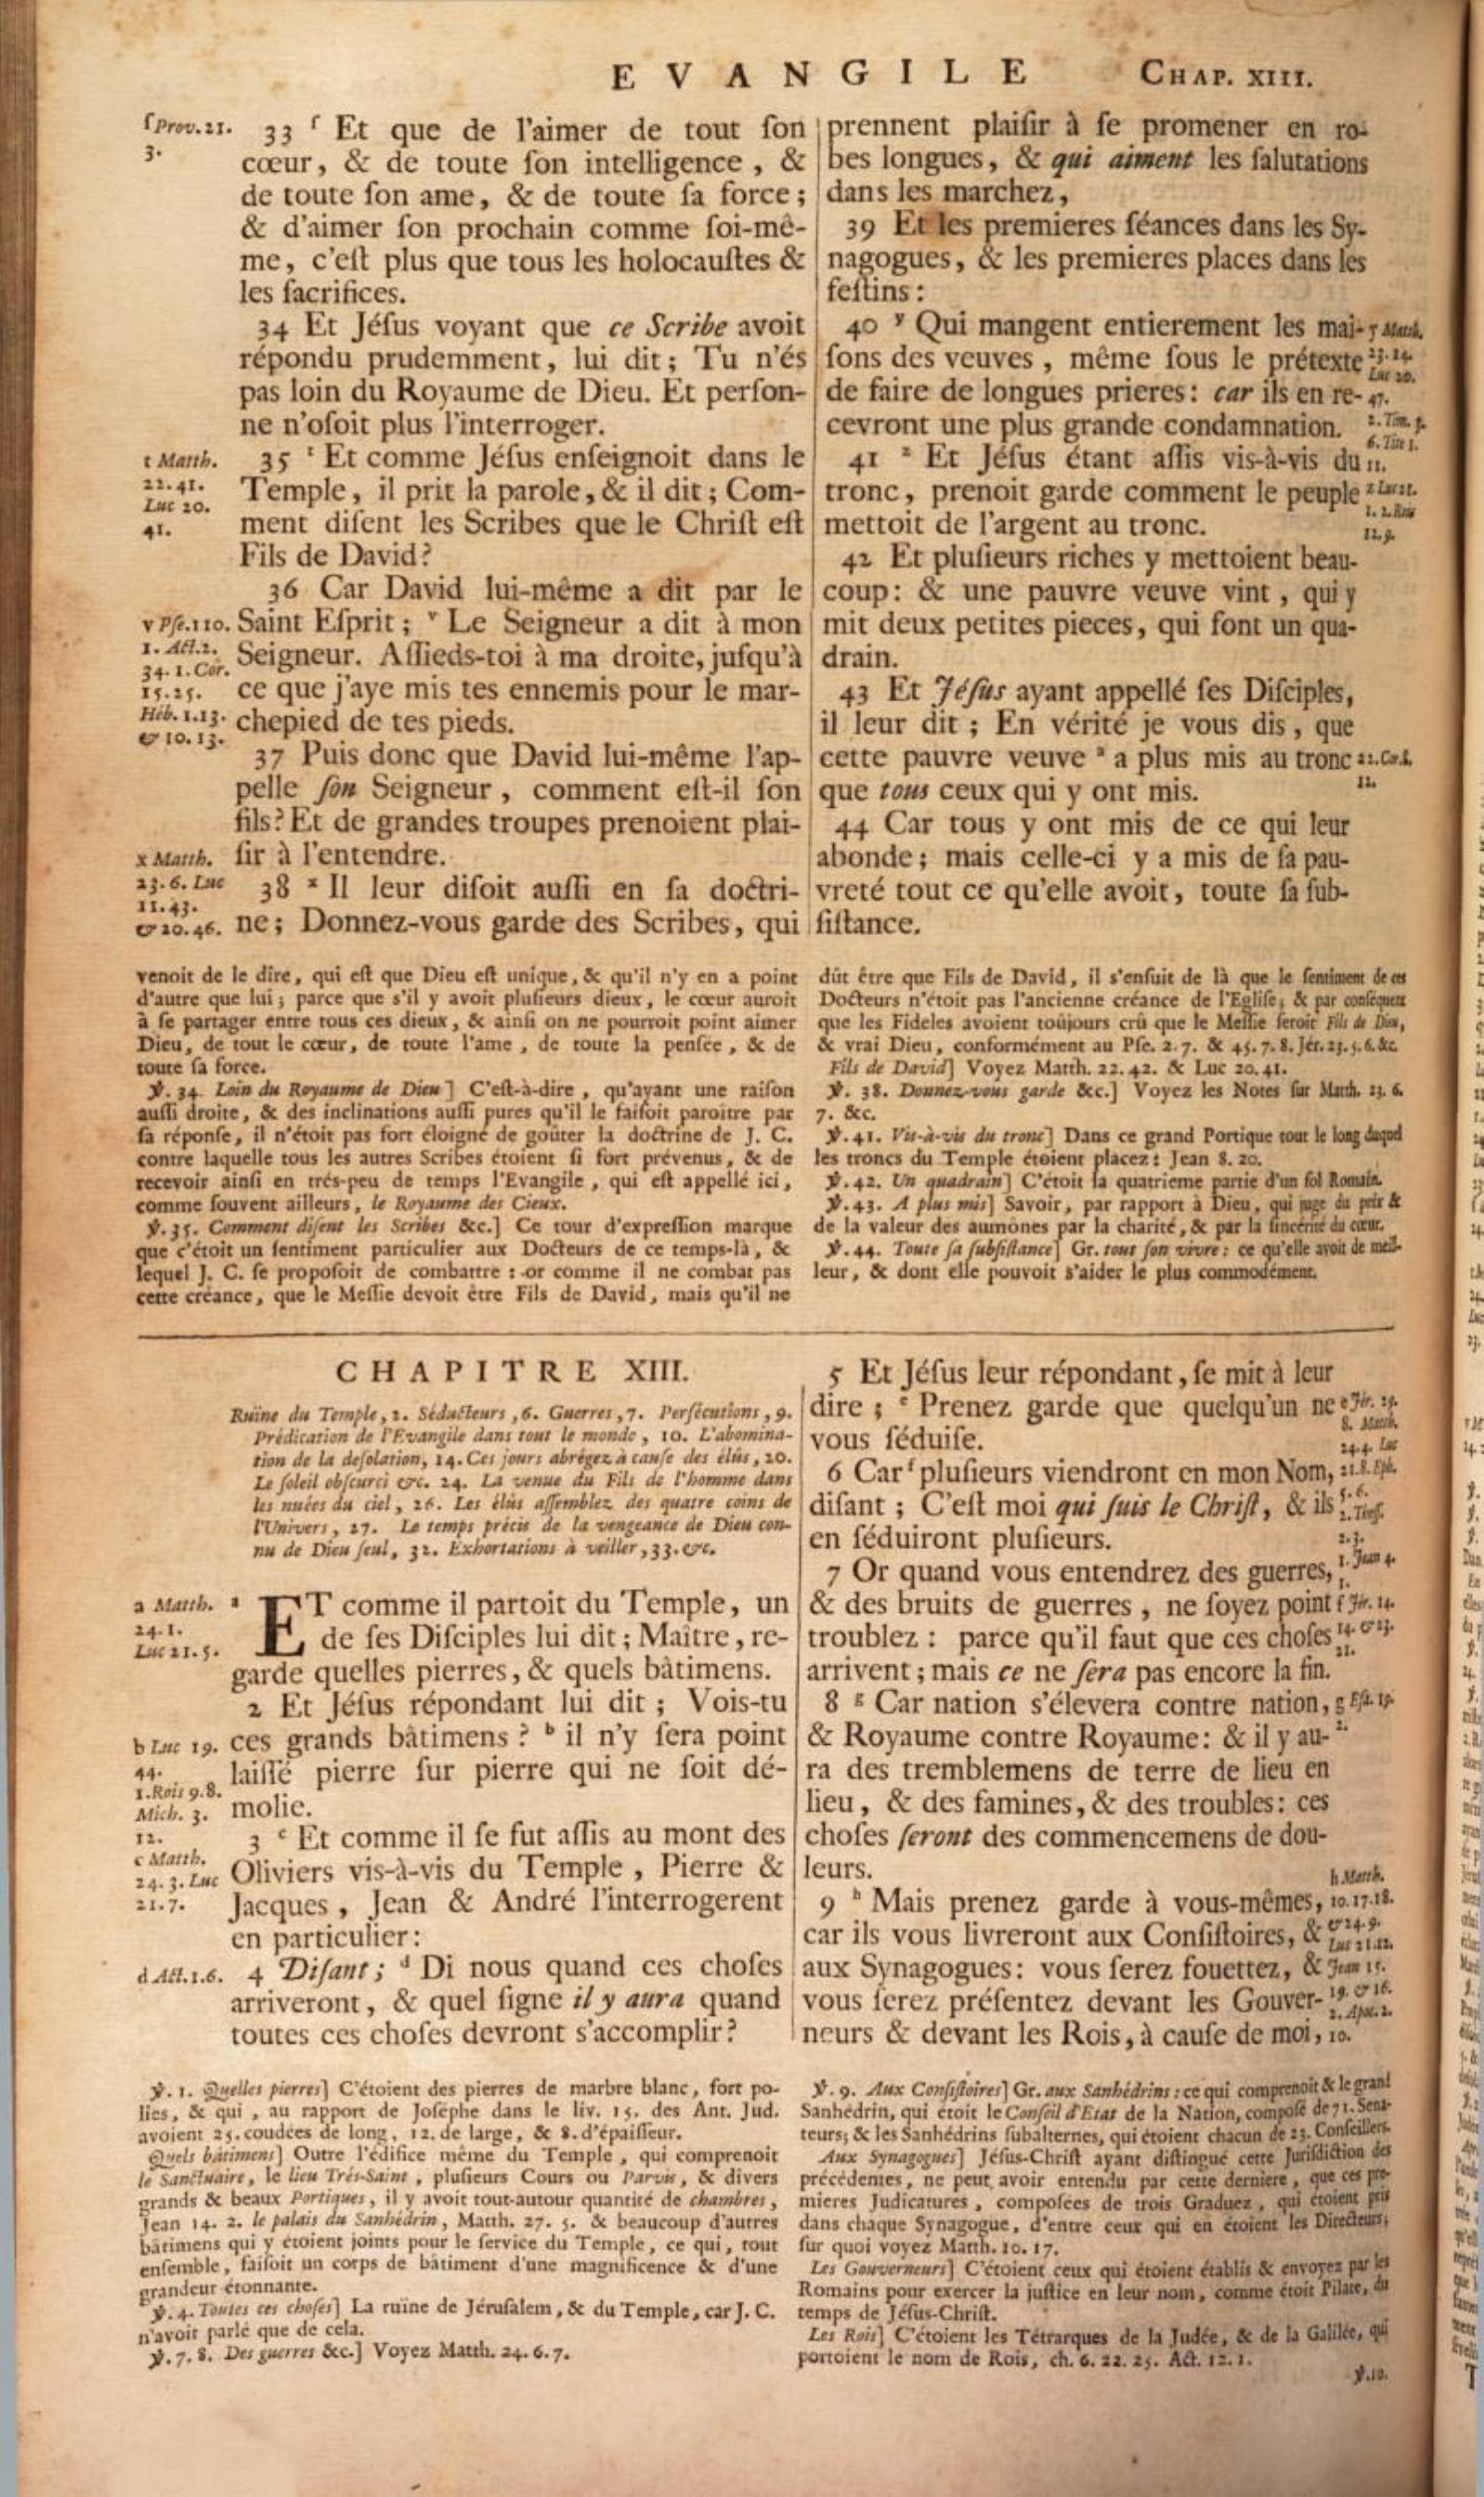 EVANGILE CHAP. XIII.
ſ Prov. 21.
3.
33 ſ Et que de l'aimer de tout ſon
cœur, & de toute ſon intelligence, &
de toute ſon ame, & de toute ſa force;
& d'aimer ſon prochain comme ſoi-mê-
me, c'eſt plus que tous les holocauſtes &
les ſacrifices.
34 Et Jéſus voyant que ce Scribe avoit
répondu prudemment, lui dit; Tu n'és
pas loin du Royaume de Dieu. Et perſon-
ne n'oſoit plus l'interroger.
t Matth.
22.41.
Luc 20.
41.
35 t Et comme Jéſus enſeignoit dans le
Temple, il prit la parole, & il dit; Com-
ment diſent les Scribes que le Chriſt eſt
Fils de David?
36 Car David lui-même a dit par le
v Pſe.110.
1. Act.2.
34. 1. Cor.
15.25.
Héb. 1.13.
& 10.13.
Saint Eſprit; v Le Seigneur a dit à mon
Seigneur. Aſſieds-toi à ma droite, juſqu'à
ce que j'aye mis tes ennemis pour le mar-
chepied de tes pieds.
37 Puis donc que David lui-même l'ap-
pelle ſon Seigneur, comment eſt-il ſon
fils? Et de grandes troupes prenoient plai-
ſir à l'entendre.
x Matth.
23.6. Luc
11.43.
& 20.46.
38 x Il leur diſoit auſſi en ſa doctri-
ne; Donnez-vous garde des Scribes, qui
prennent plaiſir à ſe promener en ro-
bes longues, & qui aiment les ſalutations
dans les marchez,
39 Et les premieres ſéances dans les Sy-
nagogues, & les premieres places dans les
feſtins:
40 y Qui mangent entierement les mai-
ſons des veuves, même ſous le prétexte
de faire de longues prieres: car ils en re-
cevront une plus grande condamnation.
y Matth.
23.14.
Luc 20.
47.
2. Tim. 3.
6. Tite 1.
11.
41 z Et Jéſus étant aſſis vis-à-vis du
tronc, prenoit garde comment le peuple
mettoit de l'argent au tronc.
z Luc 21.
1. 2. Rois
12.9.
42 Et pluſieurs riches y mettoient beau-
coup: & une pauvre veuve vint, qui y
mit deux petites pieces, qui font un qua-
drain.
43 Et Jéſus ayant appellé ſes Diſciples,
il leur dit; En vérité je vous dis, que
cette pauvre veuve a a plus mis au tronc
que tous ceux qui y ont mis.
a 2. Cor. 8.
12.
44 Car tous y ont mis de ce qui leur
abonde; mais celle-ci y a mis de ſa pau-
vreté tout ce qu'elle avoit, toute ſa ſub-
ſiſtance.
venoit de le dire, qui eſt que Dieu eſt unique, & qu'il n'y en a point
d'autre que lui; parce que s'il y avoit pluſieurs dieux, le cœur auroit
à ſe partager entre tous ces dieux, & ainſi on ne pourroit point aimer
Dieu, de tout le cœur, de toute l'ame, de toute la penſée, & de
toute ſa force.
℣. 34. Loin du Royaume de Dieu] C'eſt-à-dire, qu'ayant une raiſon
auſſi droite, & des inclinations auſſi pures qu'il le faiſoit paroitre par
ſa réponſe, il n'étoit pas fort éloigné de goûter la doctrine de J. C.
contre laquelle tous les autres Scribes étoient ſi fort prévenus, & de
recevoir ainſi en trés-peu de temps l'Evangile, qui eſt appellé ici,
comme ſouvent ailleurs, le Royaume des Cieux.
℣. 35. Comment diſent les Scribes &c.] Ce tour d'expreſſion marque
que c'étoit un ſentiment particulier aux Docteurs de ce temps-là, &
lequel J. C. ſe propoſoit de combattre: or comme il ne combat pas
cette créance, que le Meſſie devoit être Fils de David, mais qu'il ne
dût être que Fils de David, il s'enſuit de là que le ſentiment de ces
Docteurs n'étoit pas l'ancienne créance de l'Egliſe; & par conſéquent
que les Fideles avoient toûjours crû que le Meſſie ſeroit Fils de Dieu,
& vrai Dieu, conformément au Pſe. 2. 7. & 45. 7. 8. Jér. 23. 5. 6. &c.
Fils de David] Voyez Matth. 22. 42. & Luc 20. 41.
℣. 38. Donnez-vous garde &c.] Voyez les Notes ſur Matth. 23. 6.
7. &c.
℣. 41. Vis-à-vis du tronc] Dans ce grand Portique tout le long duquel
les troncs du Temple étoient placez: Jean 8. 20.
℣. 42. Un quadrain] C'étoit la quatrieme partie d'un ſol Romain.
℣. 43. A plus mis] Savoir, par rapport à Dieu, qui juge du prix &
de la valeur des aumônes par la charité, & par la ſincérité du cœur.
℣. 44. Toute ſa ſubſiſtance] Gr. tout ſon vivre: ce qu'elle avoit de meil-
leur, & dont elle pouvoit s'aider le plus commodément.
CHAPITRE XIII.
Ruïne du Temple, 2. Séducteurs, 6. Guerres, 7. Perſécutions, 9.
Prédication de l'Evangile dans tout le monde, 10. L'abomina-
tion de la deſolation, 14. Ces jours abrégez à cauſe des élûs, 20.
Le ſoleil obſcurci &c. 24. La venue du Fils de l'homme dans
les nuées du ciel, 26. Les élûs aſſemblez des quatre coins de
l'Univers, 27. Le temps précis de la vengeance de Dieu con-
nu de Dieu ſeul, 32. Exhortations à veiller, 33. &c.
a Matth.
24.1.
Luc 21.5.
a ET comme il partoit du Temple, un
de ſes Diſciples lui dit; Maître, re-
garde quelles pierres, & quels bâtimens.
2 Et Jéſus répondant lui dit; Vois-tu
ces grands bâtimens? b il n'y ſera point
laiſſé pierre ſur pierre qui ne ſoit dé-
molie.
b Luc 19.
44.
1. Rois 9.8.
Mich. 3.
12.
3 c Et comme il ſe fut aſſis au mont des
Oliviers vis-à-vis du Temple, Pierre &
Jacques, Jean & André l'interrogerent
en particulier:
c Matth.
24.3. Luc
21.7.
d Act.1.6.
4 Diſant; d Di nous quand ces choſes
arriveront, & quel ſigne il y aura quand
toutes ces choſes devront s'accomplir?
5 Et Jéſus leur répondant, ſe mit à leur
dire; e Prenez garde que quelqu'un ne
vous ſéduiſe.
e Jér. 29.
8. Matth.
24.4. Luc
21.8. Eph.
5.6.
2. Theſſ.
2.3.
1. Jean 4.
1.
6 Car f pluſieurs viendront en mon Nom,
diſant; C'eſt moi qui ſuis le Chriſt, & ils
en ſéduiront pluſieurs.
7 Or quand vous entendrez des guerres,
& des bruits de guerres, ne ſoyez point
troublez: parce qu'il faut que ces choſes
arrivent; mais ce ne ſera pas encore la fin.
f Jér. 14.
14. & 23.
21.
8 g Car nation s'élevera contre nation,
& Royaume contre Royaume: & il y au-
ra des tremblemens de terre de lieu en
lieu, & des famines, & des troubles: ces
choſes ſeront des commencemens de dou-
leurs.
g Eſa. 19.
2.
9 h Mais prenez garde à vous-mêmes,
car ils vous livreront aux Conſiſtoires, &
aux Synagogues: vous ſerez fouettez, &
vous ſerez préſentez devant les Gouver-
neurs & devant les Rois, à cauſe de moi,
h Matth.
10.17.18.
& 24.9.
Luc 21.12.
Jean 15.
19. & 16.
2. Apoc. 2.
10.
℣. 1. Quelles pierres] C'étoient des pierres de marbre blanc, fort po-
lies, & qui, au rapport de Joſéphe dans le liv. 15. des Ant. Jud.
avoient 25. coudées de long, 12. de large, & 8. d'épaiſſeur.
Quels bâtimens] Outre l'édifice même du Temple, qui comprenoit
le Sanctuaire, le lieu Trés-Saint, pluſieurs Cours ou Parvis, & divers
grands & beaux Portiques, il y avoit tout-autour quantité de chambres,
Jean 14. 2. le palais du Sanhédrin, Matth. 27. 5. & beaucoup d'autres
bâtimens qui y étoient joints pour le ſervice du Temple, ce qui, tout
enſemble, faiſoit un corps de bâtiment d'une magnificence & d'une
grandeur étonnante.
℣. 4. Toutes ces choſes] La ruïne de Jéruſalem, & du Temple, car J. C.
n'avoit parlé que de cela.
℣. 7. 8. Des guerres &c.] Voyez Matth. 24. 6. 7.
℣. 9. Aux Conſiſtoires] Gr. aux Sanhédrins: ce qui comprenoit & le grand
Sanhédrin, qui étoit le Conſeil d'Etat de la Nation, compoſé de 71. Séna-
teurs; & les Sanhédrins ſubalternes, qui étoient chacun de 23. Conſeillers.
Aux Synagogues] Jéſus-Chriſt ayant diſtingué cette Juriſdiction des
précédentes, ne peut avoir entendu par cette derniere, que ces pre-
mieres Judicatures, compoſées de trois Graduez, qui étoient pris
dans chaque Synagogue, d'entre ceux qui en étoient les Directeurs;
ſur quoi voyez Matth. 10. 17.
Les Gouverneurs] C'étoient ceux qui étoient établis & envoyez par les
Romains pour exercer la juſtice en leur nom, comme étoit Pilate, du
temps de Jéſus-Chriſt.
Les Rois] C'étoient les Tétrarques de la Judée, & de la Galilée, qui
portoient le nom de Rois, ch. 6. 22. 25. Act. 12. 1.
℣.10.